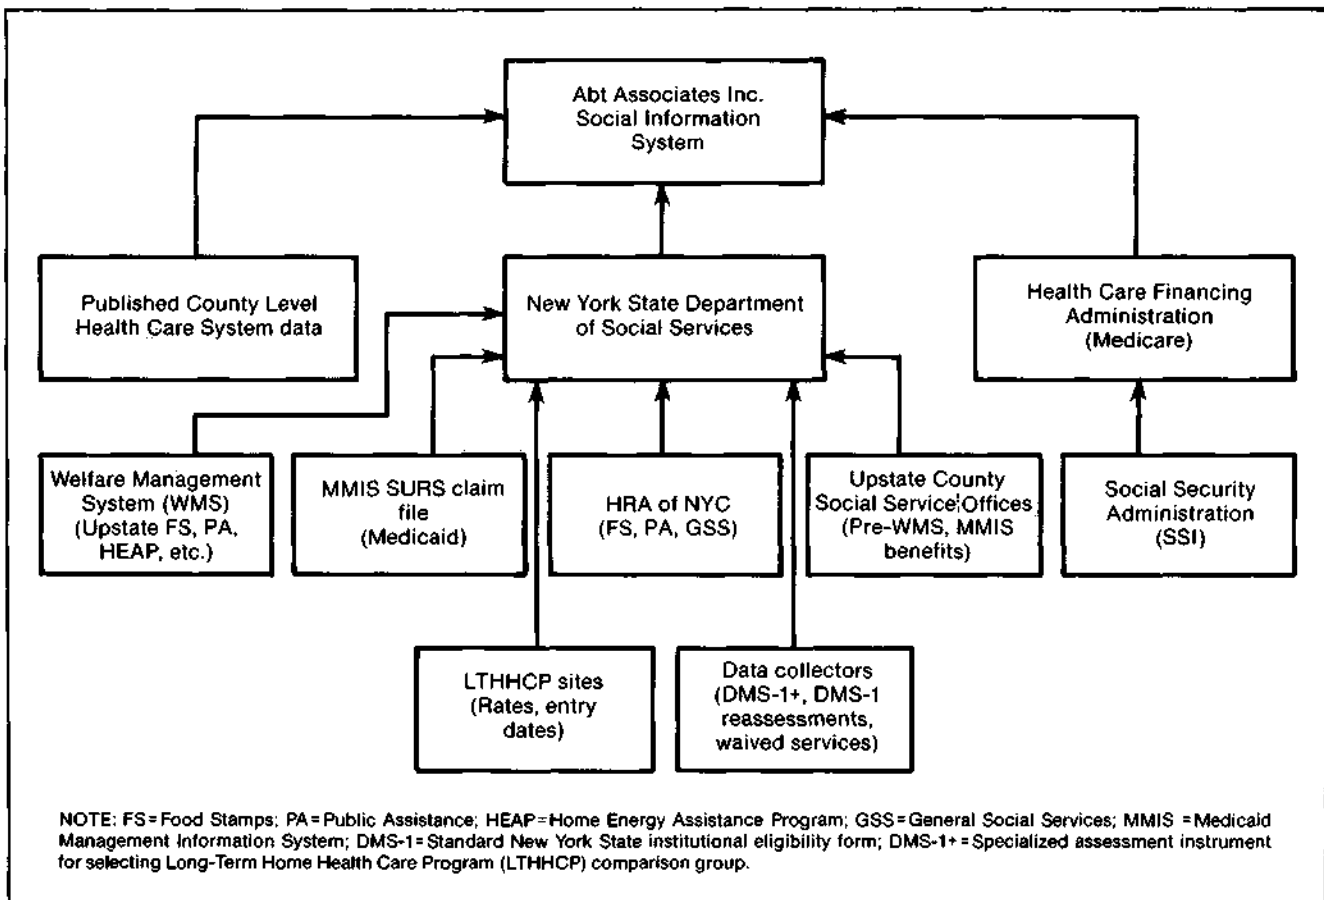 Abt Associates Inc.
Social Information
System
Published County Level
Health Care System data
New York State Department
of Social Services
Health Care Financing
Administration
(Medicare)
Welfare Management
System (WMS)
(Upstate FS, PA,
HEAP, etc.)
MMIS SURS claim
file
(Medicaid)
HRA of NYC
(FS, PA, GSS)
Upstate County
Social Service Offices
(Pre-WMS, MMIS
benefits)
Social Security
Administration
(SSI)
LTHHCP sites
(Rates, entry
dates)
Data collectors
(DMS-1+, DMS-1
reassessments,
waived services)
NOTE: FS=Food Stamps; PA=Public Assistance; HEAP=Home Energy Assistance Program; GSS=General Social Services; MMIS =Medicaid
Management Information System; DMS-1=Standard New York State institutional eligibility form; DMS-1+=Specialized assessment instrument
for selecting Long-Term Home Health Care Program (LTHHCP) comparison group.